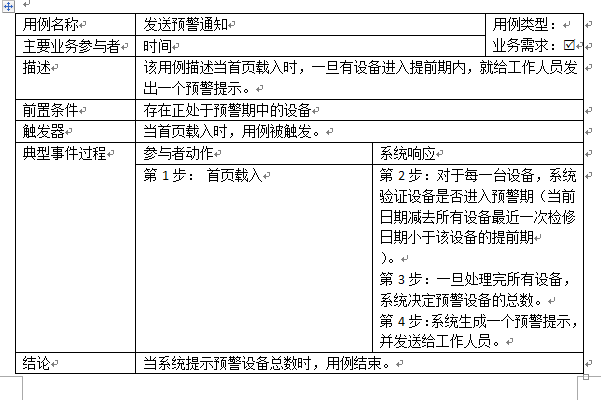 用例名称
发送预警通知
用例类型：
主要业务参与者
时间
业务需求：☑
描述
该用例描述当首页载入时，一旦有设备进入提前期内，就给工作人员发
出一个预警提示。
前置条件
存在正处于预警期中的设备
触发器
当首页载入时，用例被触发。
典型事件过程
参与者动作
系统响应
第 1 步： 首页载入
第 2 步：对于每一台设备，系统
验证设备是否进入预警期（当前
日期减去所有设备最近一次检修
日期小于该设备的提前期
）。
第 3 步：一旦处理完所有设备，
系统决定预警设备的总数。
第 4 步:系统生成一个预警提示，
并发送给工作人员。
结论
当系统提示预警设备总数时，用例结束。